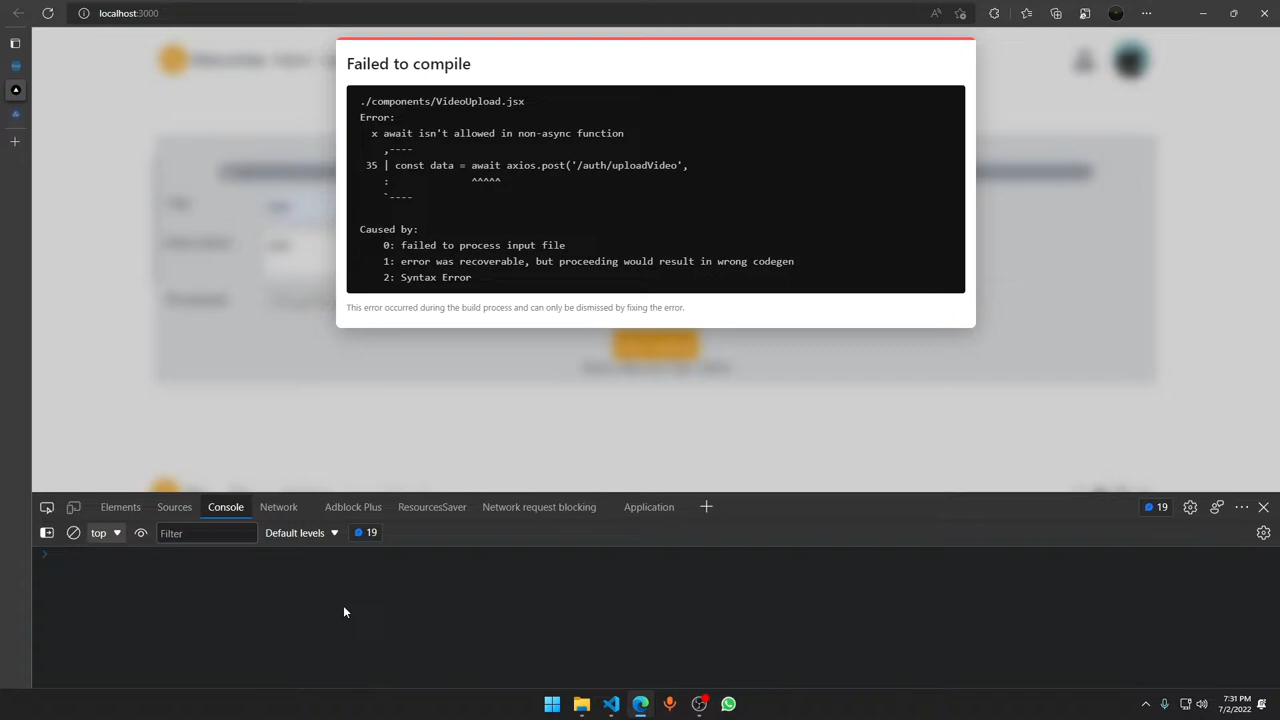 localhost:3000
Failed to compile
./components/VideoUpload.jsx
Error:
x await isn't allowed in non-async function
,----
35 | const data = await axios.post('/auth/uploadVideo',
: ^^^^^
`----
Caused by:
0: failed to process input file
1: error was recoverable, but proceeding would result in wrong codegen
2: Syntax Error
This error occurred during the build process and can only be dismissed by fixing the error.
Elements Sources Console Network Adblock Plus ResourcesSaver Network request blocking Application 19
top Filter Default levels 19
7:31 PM
7/2/2022